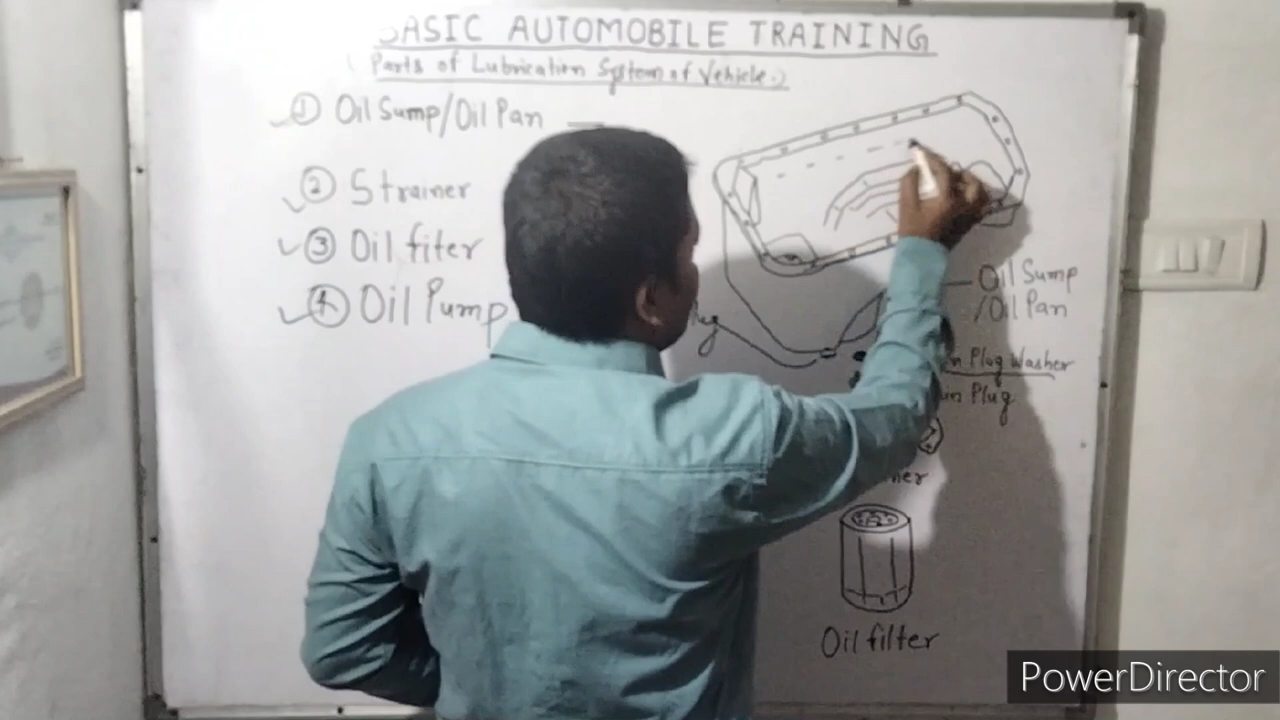 BASIC AUTOMOBILE TRAINING
(Parts of Lubrication System of Vehicle.)
① Oil Sump/Oil Pan
② Strainer
③ Oil fiter
④ Oil Pump
Oil Sump
/Oil Pan
Plug Washer
Plug
Oil filter
PowerDirector